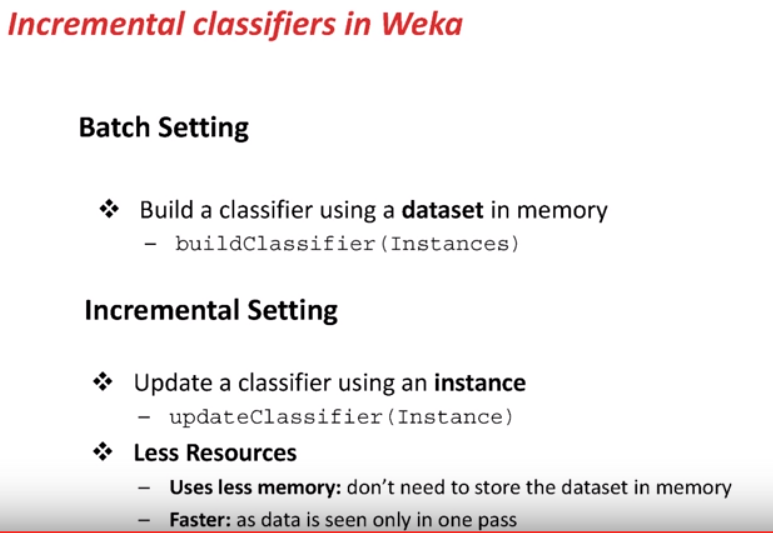 Incremental classifiers in Weka
Batch Setting
❖ Build a classifier using a dataset in memory
– buildClassifier(Instances)
Incremental Setting
❖ Update a classifier using an instance
– updateClassifier(Instance)
❖ Less Resources
– Uses less memory: don't need to store the dataset in memory
– Faster: as data is seen only in one pass